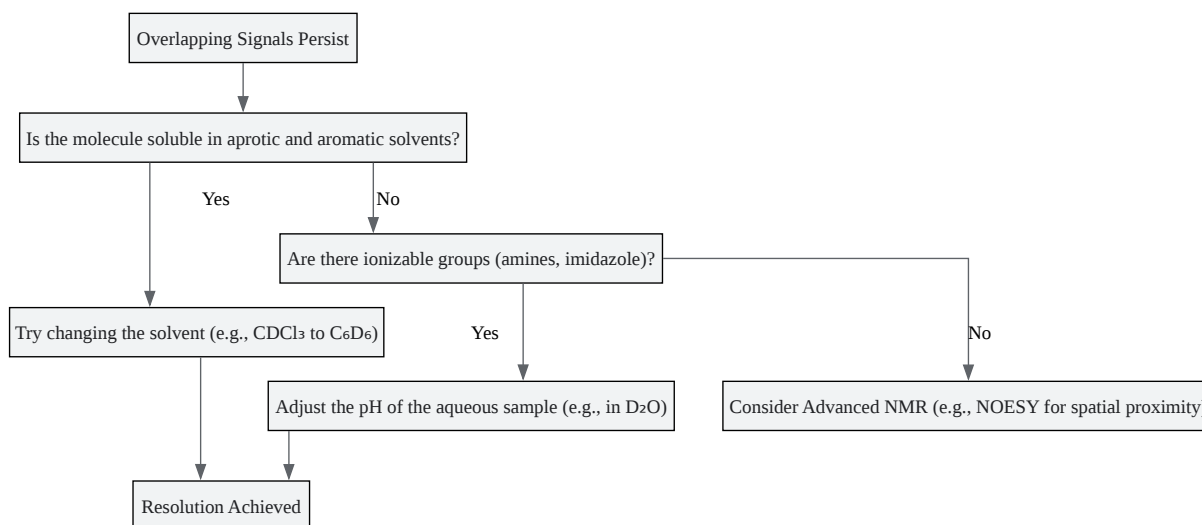 Overlapping Signals Persist
Is the molecule soluble in aprotic and aromatic solvents?
Yes
No
Are there ionizable groups (amines, imidazole)?
Try changing the solvent (e.g., CDCl₃ to C₆D₆)
Yes
No
Adjust the pH of the aqueous sample (e.g., in D₂O)
Consider Advanced NMR (e.g., NOESY for spatial proximity)
Resolution Achieved